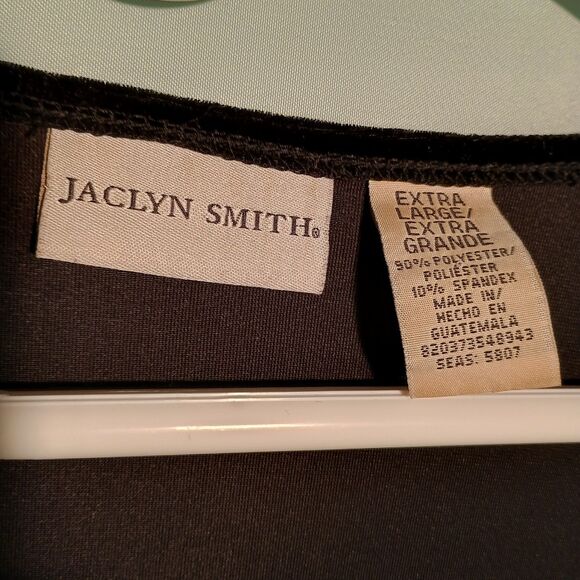 JACLYN SMITH®
EXTRA
LARGE/
EXTRA
GRANDE
90% POLYESTER/
POLIÉSTER
10% SPANDEX
MADE IN/
HECHO EN
GUATEMALA
820373548943
SEAS: 5807